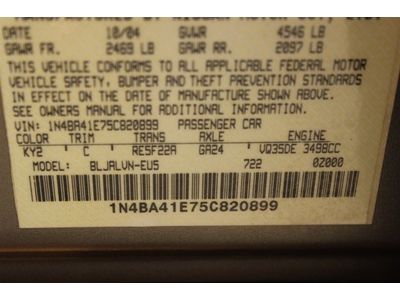 DATE 10/04 GVWR 4546 LB
GAWR FR. 2469 LB GAWR RR. 2097 LB
THIS VEHICLE CONFORMS TO ALL APPLICABLE FEDERAL MOTOR
VEHICLE SAFETY, BUMPER AND THEFT PREVENTION STANDARDS
IN EFFECT ON THE DATE OF MANUFACTURE SHOWN ABOVE.
SEE OWNERS MANUAL FOR ADDITIONAL INFORMATION.
VIN: 1N4BA41E75C820899 PASSENGER CAR
COLOR TRIM TRANS AXLE ENGINE
KY2 C RE5F22A GA24 VQ35DE 3498CC
MODEL: BLJALVN-EU5 722 0Z000
1N4BA41E75C820899